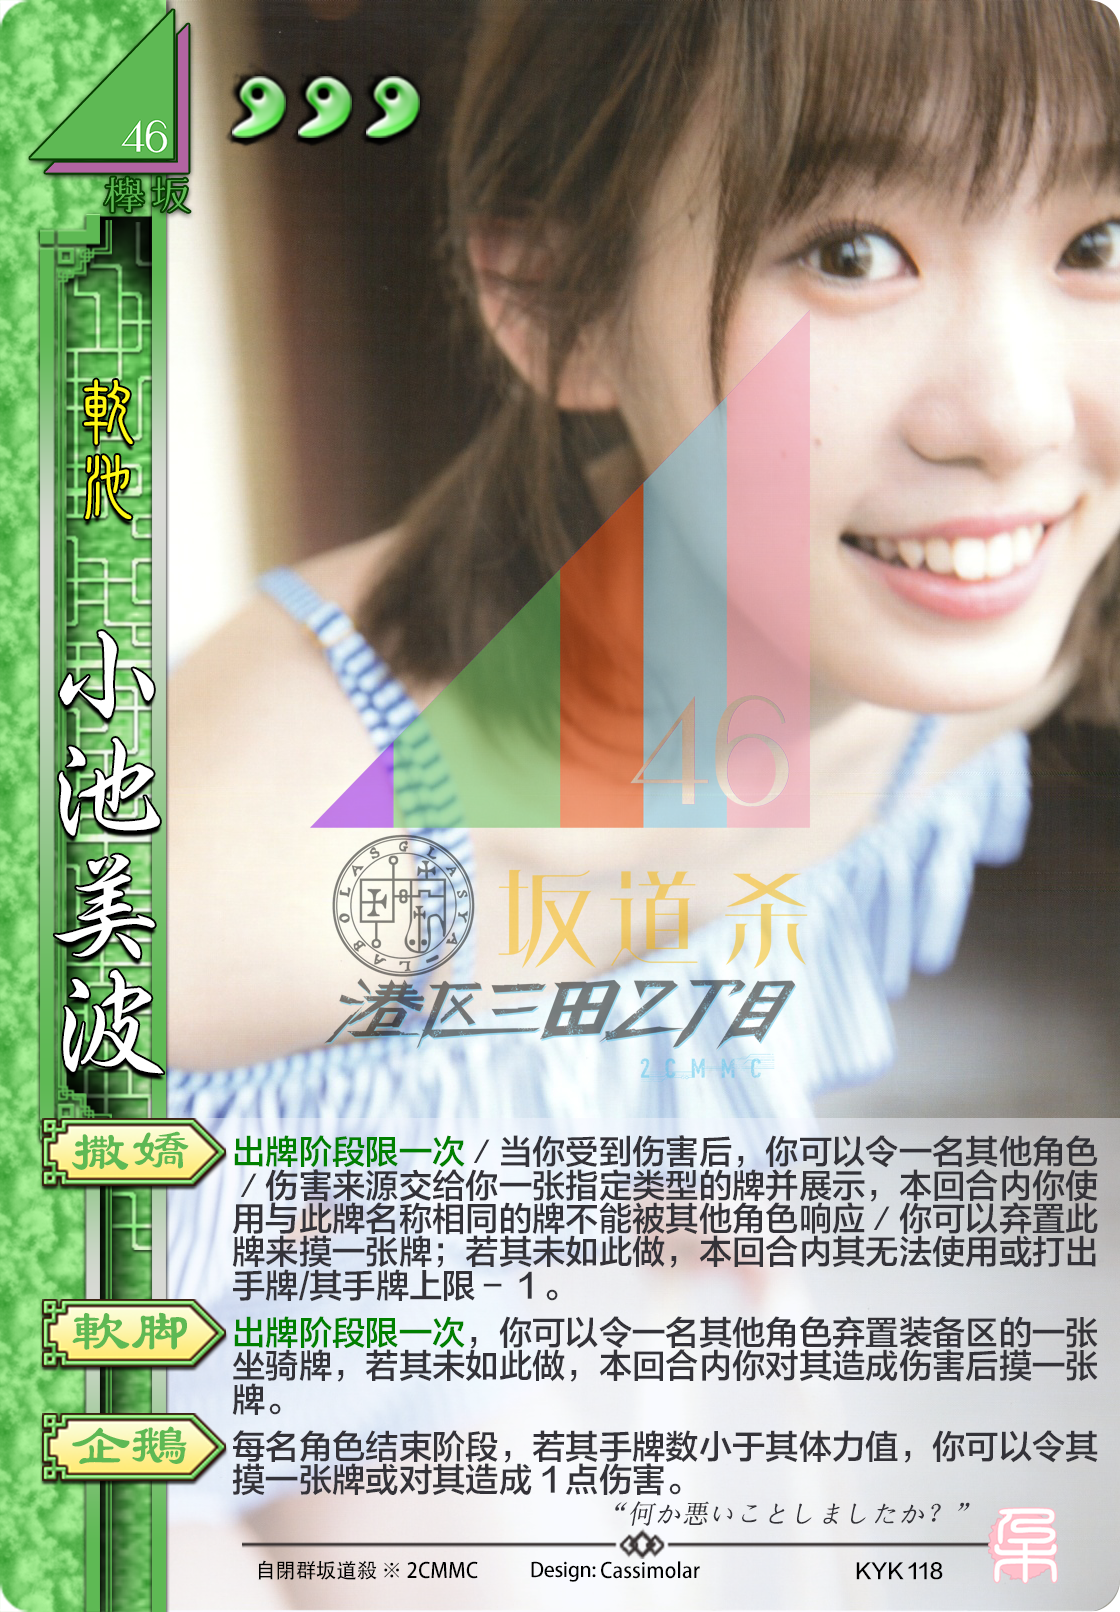 46
欅坂
軟池
小池美波
46
GLASYALABOLAS
坂道杀
港区三田乙丁目
2CMMC
撒嬌
出牌阶段限一次 / 当你受到伤害后，你可以令一名其他角色
/ 伤害来源交给你一张指定类型的牌并展示，本回合内你使
用与此牌名称相同的牌不能被其他角色响应 / 你可以弃置此
牌来摸一张牌；若其未如此做，本回合内其无法使用或打出
手牌/其手牌上限 − 1 。
軟脚
出牌阶段限一次，你可以令一名其他角色弃置装备区的一张
坐骑牌，若其未如此做，本回合内你对其造成伤害后摸一张
牌。
企鵝
每名角色结束阶段，若其手牌数小于其体力值，你可以令其
摸一张牌或对其造成 1点伤害。
“何か悪いことしましたか？”
自閉群坂道殺 ※ 2CMMC Design: Cassimolar KYK 118